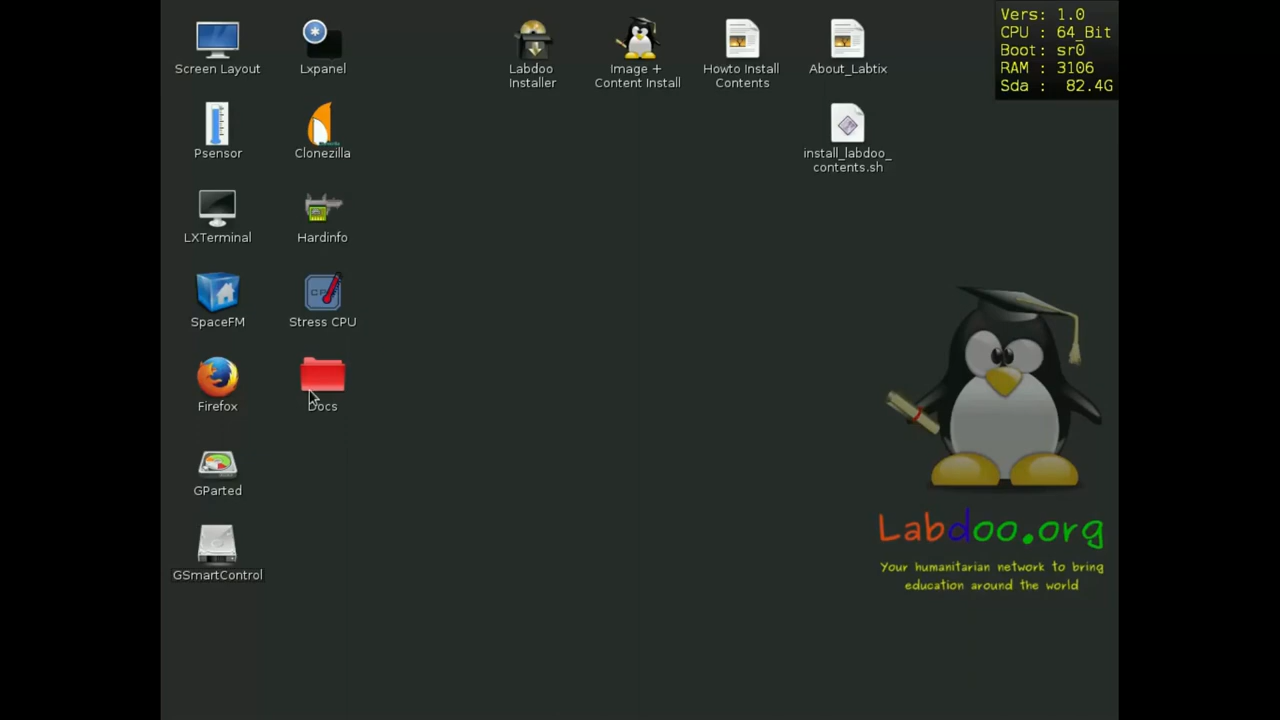 Vers: 1.0
CPU : 64_Bit
Boot: sr0
RAM : 3106
Sda : 82.4G
Screen Layout
Lxpanel
Labdoo
Installer
Image +
Content Install
Howto Install
Contents
About_Labtix
Psensor
Clonezilla
install_labdoo_
contents.sh
LXTerminal
Hardinfo
SpaceFM
CPU
Stress CPU
Firefox
Docs
GParted
GSmartControl
Labdoo.org
Your humanitarian network to bring
education around the world